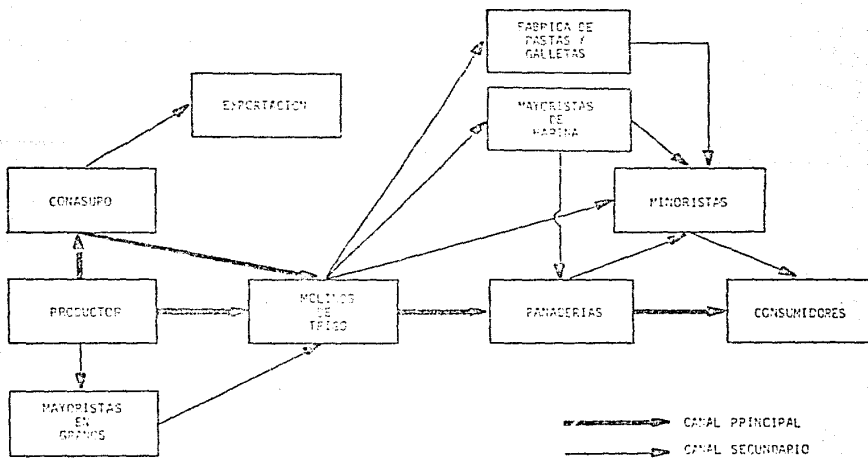 FABRICA DE
PASTAS Y
GALLETAS
EXPORTACION
MAYORISTAS
DE
HARINA
CONASUPO
MINORISTAS
PRODUCTOR
MOLINOS
DE
TRIGO
PANADERIAS
CONSUMIDORES
MAYORISTAS
EN
GRANOS
CANAL PRINCIPAL
CANAL SECUNDARIO